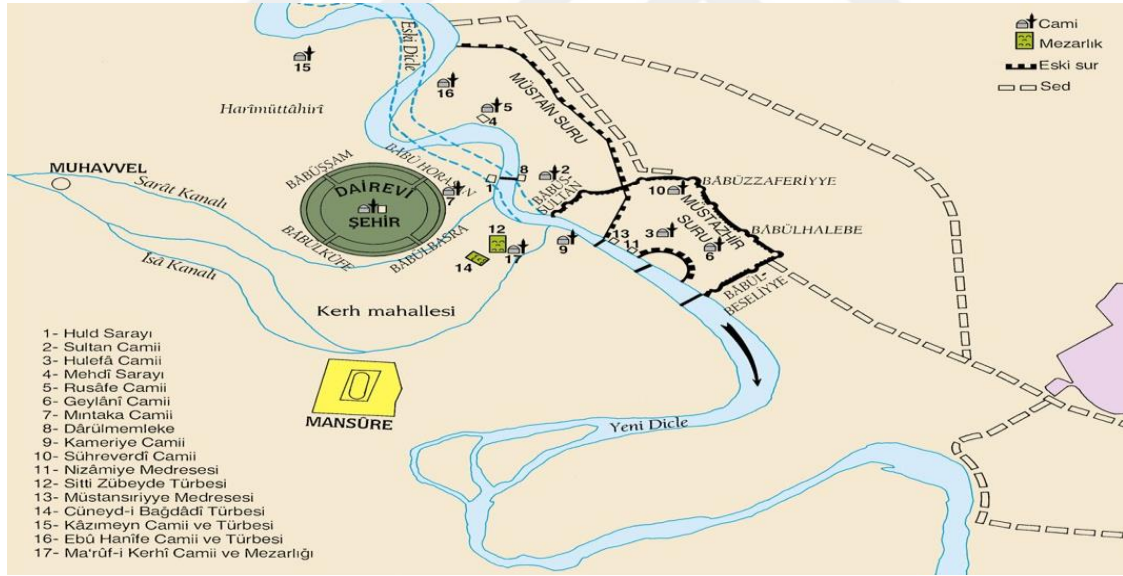 Cami
Mezarlık
Eski sur
Sed
15
Eski Dicle
16
MÜSTAİN SURU
5
4
Harîmüttâhirî
MUHAVVEL
Sarât Kanalı
BÂBÜŞŞAM
BÂBÜ HORASAN
DAİREVİ
ŞEHİR
BÂBÜLKÛFE
BÂBÜLBASRA
7
1
8
2
BÂBÜS-
SULTAN
10
BÂBÜZZAFERİYYE
MÜSTAZHİR
SURU
BÂBÜLHALEBE
3
6
13
11
9
12
17
14
BÂBÜL-
BESELİYYE
İsâ Kanalı
Kerh mahallesi
MANSÛRE
Yeni Dicle
1- Huld Sarayı
2- Sultan Camii
3- Hulefâ Camii
4- Mehdî Sarayı
5- Rusâfe Camii
6- Geylânî Camii
7- Mıntaka Camii
8- Dârülmemleke
9- Kameriye Camii
10- Sühreverdî Camii
11- Nizâmiye Medresesi
12- Sitti Zübeyde Türbesi
13- Müstansıriyye Medresesi
14- Cüneyd-i Bağdâdî Türbesi
15- Kâzımeyn Camii ve Türbesi
16- Ebû Hanîfe Camii ve Türbesi
17- Ma'rûf-i Kerhî Camii ve Mezarlığı